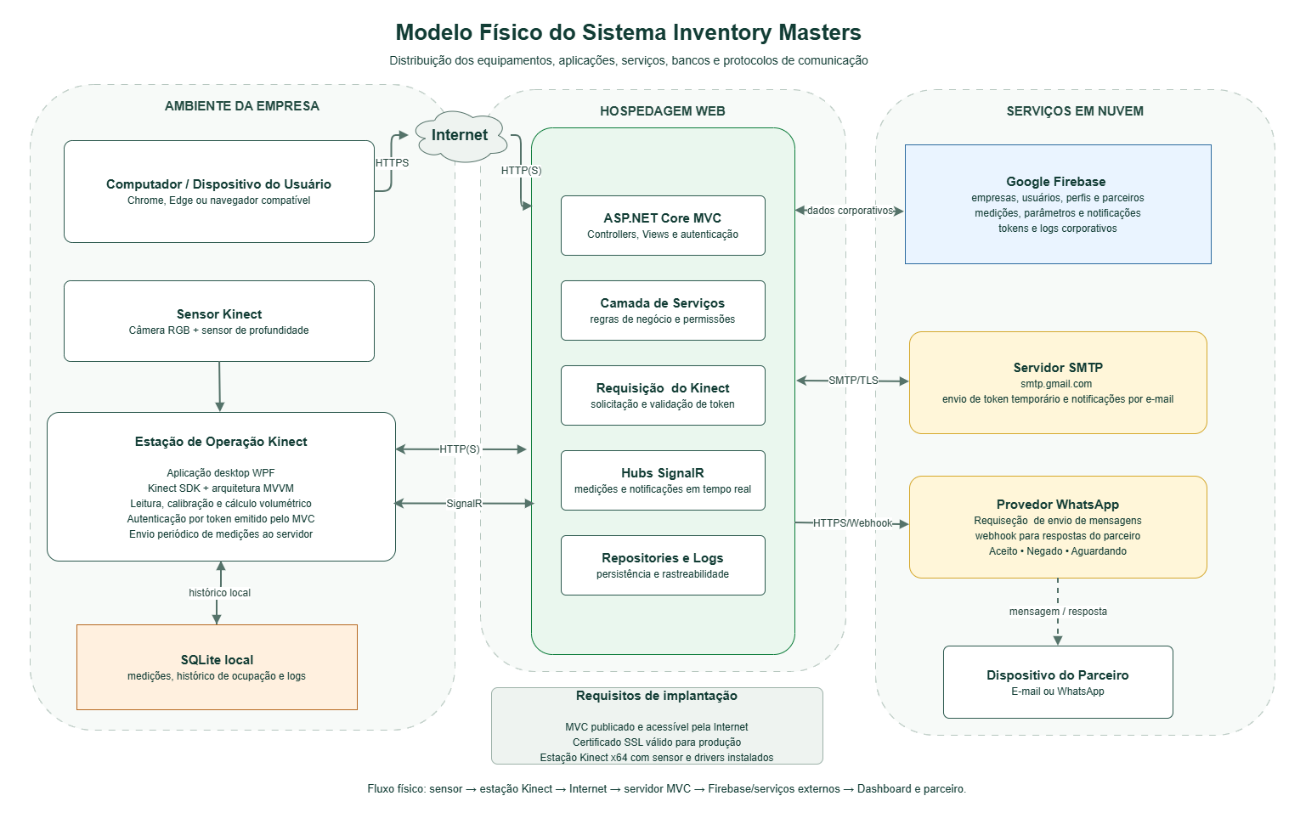 Modelo Físico do Sistema Inventory Masters
Distribuição dos equipamentos, aplicações, serviços, bancos e protocolos de comunicação
AMBIENTE DA EMPRESA
Computador / Dispositivo do Usuário
Chrome, Edge ou navegador compatível
HTTPS
Internet
HTTP(S)
Sensor Kinect
Câmera RGB + sensor de profundidade
Estação de Operação Kinect
Aplicação desktop WPF
Kinect SDK + arquitetura MVVM
Leitura, calibração e cálculo volumétrico
Autenticação por token emitido pelo MVC
Envio periódico de medições ao servidor
HTTP(S)
SignalR
histórico local
SQLite local
medições, histórico de ocupação e logs
HOSPEDAGEM WEB
ASP.NET Core MVC
Controllers, Views e autenticação
Camada de Serviços
regras de negócio e permissões
Requisição  do Kinect
solicitação e validação de token
Hubs SignalR
medições e notificações em tempo real
Repositories e Logs
persistência e rastreabilidade
dados corporativos
SMTP/TLS
HTTPS/Webhook
SERVIÇOS EM NUVEM
Google Firebase
empresas, usuários, perfis e parceiros
medições, parâmetros e notificações
tokens e logs corporativos
Servidor SMTP
smtp.gmail.com
envio de token temporário e notificações por e-mail
Provedor WhatsApp
Requiseção  de envio de mensagens
webhook para respostas do parceiro
Aceito • Negado • Aguardando
mensagem / resposta
Dispositivo do Parceiro
E-mail ou WhatsApp
Requisitos de implantação
MVC publicado e acessível pela Internet
Certificado SSL válido para produção
Estação Kinect x64 com sensor e drivers instalados
Fluxo físico: sensor → estação Kinect → Internet → servidor MVC → Firebase/serviços externos → Dashboard e parceiro.